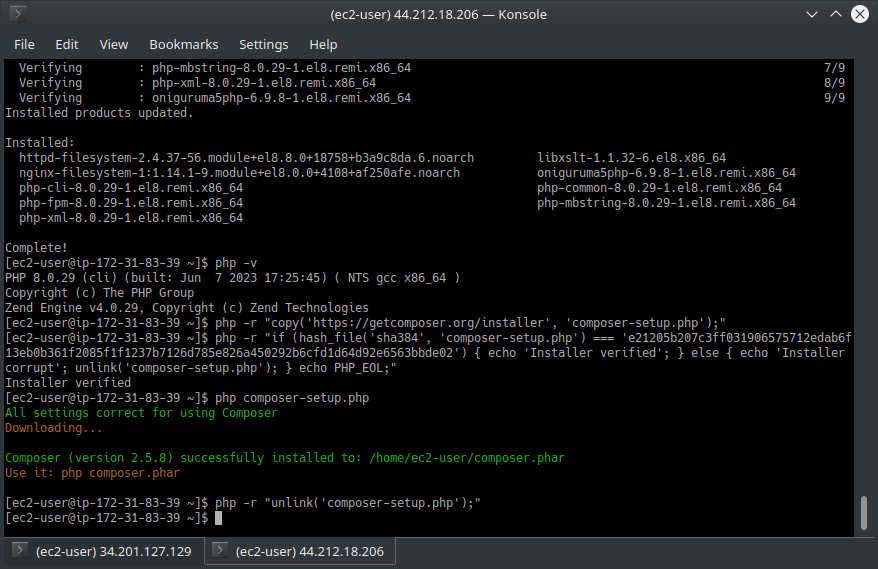 (ec2-user) 44.212.18.206 — Konsole
File Edit View Bookmarks Settings Help
Verifying : php-mbstring-8.0.29-1.el8.remi.x86_64 7/9
Verifying : php-xml-8.0.29-1.el8.remi.x86_64 8/9
Verifying : oniguruma5php-6.9.8-1.el8.remi.x86_64 9/9
Installed products updated.
Installed:
httpd-filesystem-2.4.37-56.module+el8.8.0+18758+b3a9c8da.6.noarch libxslt-1.1.32-6.el8.x86_64
nginx-filesystem-1:1.14.1-9.module+el8.0.0+4108+af250afe.noarch oniguruma5php-6.9.8-1.el8.remi.x86_64
php-cli-8.0.29-1.el8.remi.x86_64 php-common-8.0.29-1.el8.remi.x86_64
php-fpm-8.0.29-1.el8.remi.x86_64 php-mbstring-8.0.29-1.el8.remi.x86_64
php-xml-8.0.29-1.el8.remi.x86_64
Complete!
[ec2-user@ip-172-31-83-39 ~]$ php -v
PHP 8.0.29 (cli) (built: Jun  7 2023 17:25:45) ( NTS gcc x86_64 )
Copyright (c) The PHP Group
Zend Engine v4.0.29, Copyright (c) Zend Technologies
[ec2-user@ip-172-31-83-39 ~]$ php -r "copy('https://getcomposer.org/installer', 'composer-setup.php');"
[ec2-user@ip-172-31-83-39 ~]$ php -r "if (hash_file('sha384', 'composer-setup.php') === 'e21205b207c3ff031906575712edab6f
13eb0b361f2085f1f1237b7126d785e826a450292b6cfd1d64d92e6563bbde02') { echo 'Installer verified'; } else { echo 'Installer
corrupt'; unlink('composer-setup.php'); } echo PHP_EOL;"
Installer verified
[ec2-user@ip-172-31-83-39 ~]$ php composer-setup.php
All settings correct for using Composer
Downloading...
Composer (version 2.5.8) successfully installed to: /home/ec2-user/composer.phar
Use it: php composer.phar
[ec2-user@ip-172-31-83-39 ~]$ php -r "unlink('composer-setup.php');"
[ec2-user@ip-172-31-83-39 ~]$
(ec2-user) 34.201.127.129 (ec2-user) 44.212.18.206